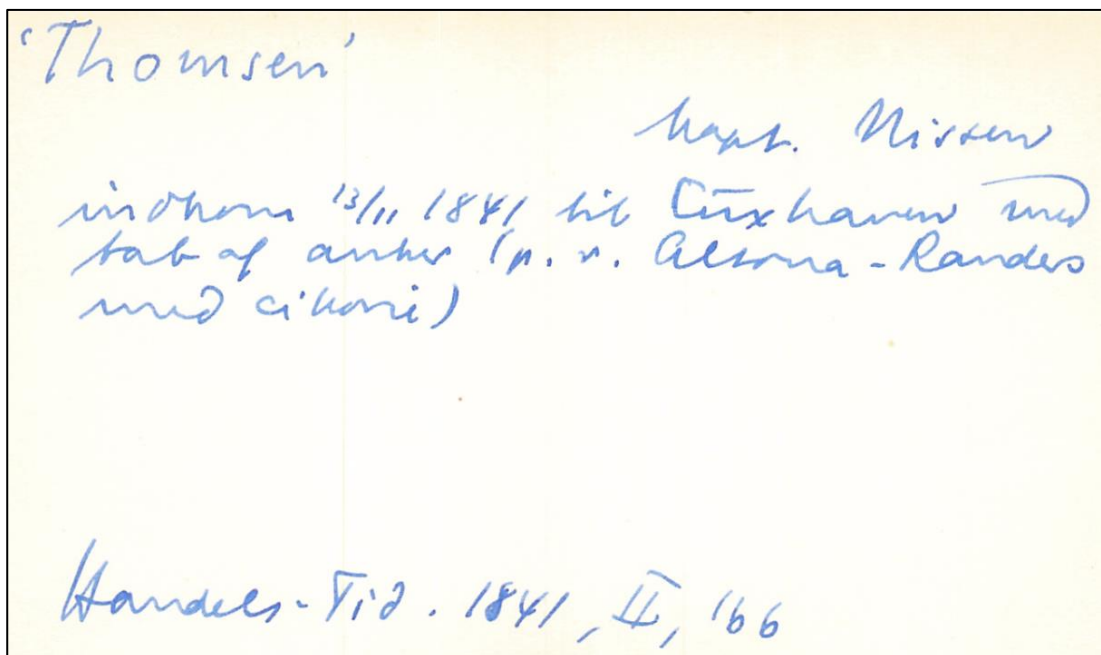 'Thomsen'
kapt. Nissen
indkom 13/11 1841 til Cuxhaven med
tab af anker (p. r. Altona - Randers
med cikorie)
Handels - Tid. 1841, II, 166